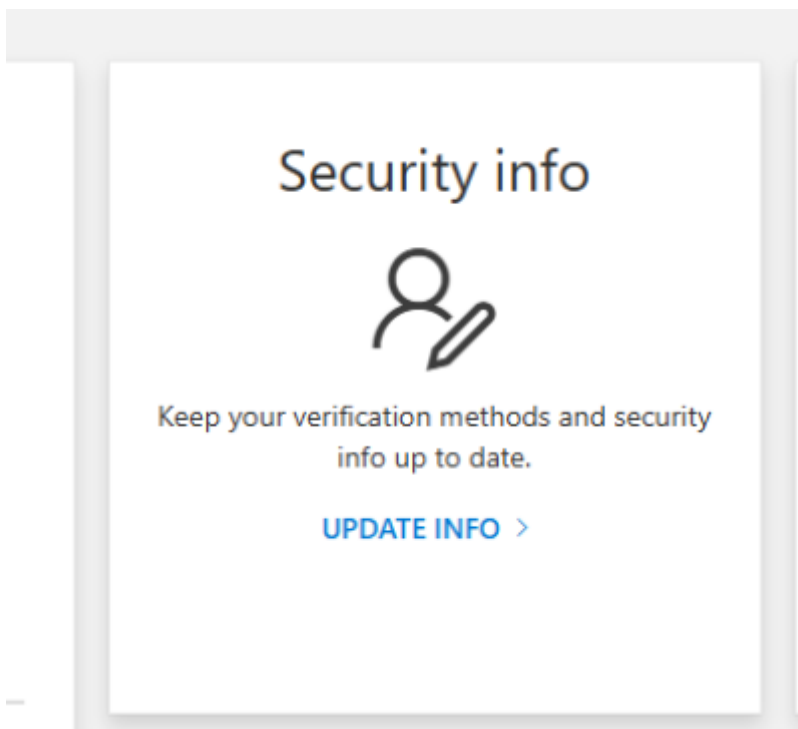 Security info
Keep your verification methods and security
info up to date.
UPDATE INFO >